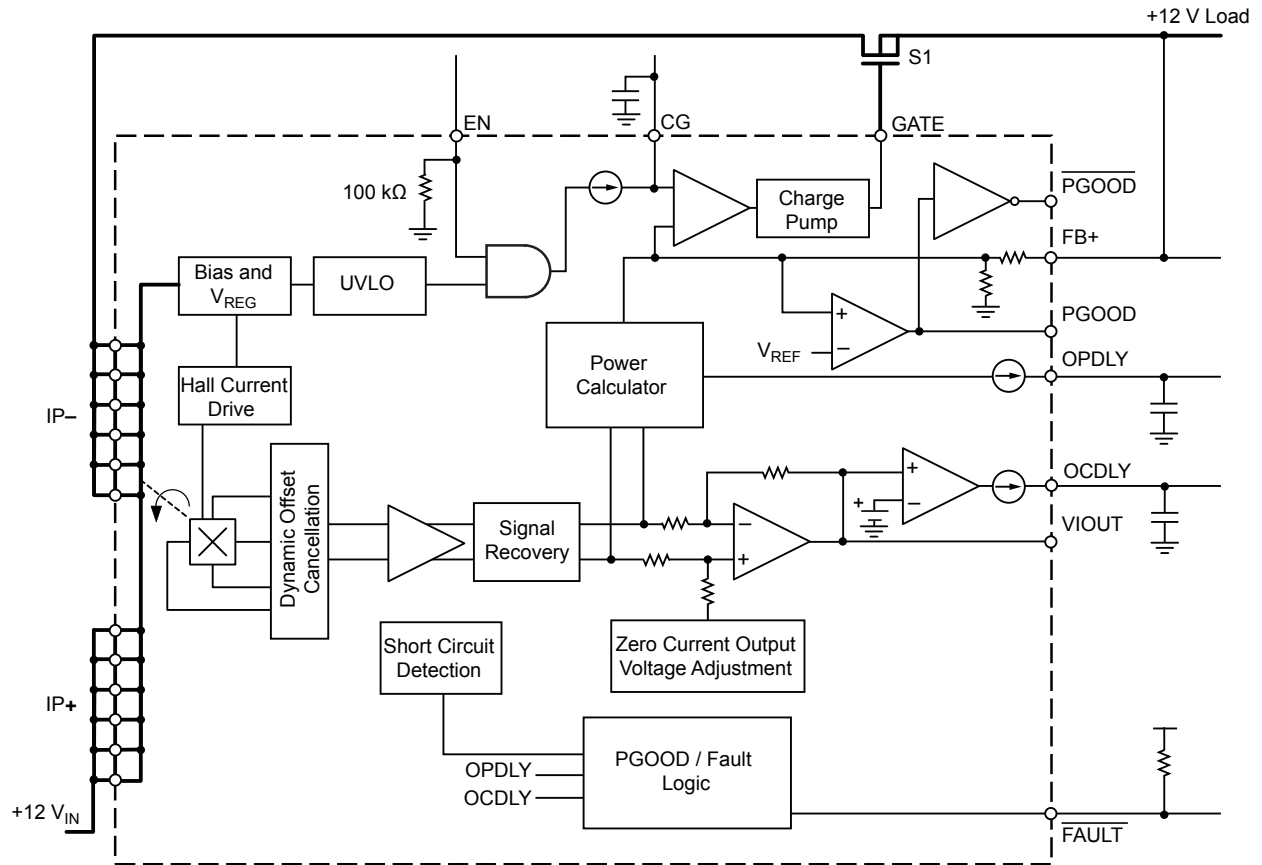 +12 V Load
S1
EN
CG
GATE
100 kΩ
Charge
Pump
PGOOD
FB+
Bias and
VREG
UVLO
PGOOD
+
−
VREF
Power
Calculator
OPDLY
Hall Current
Drive
IP−
Dynamic Offset
Cancellation
Signal
Recovery
−
+
+
−
+
OCDLY
VIOUT
Short Circuit
Detection
Zero Current Output
Voltage Adjustment
IP+
PGOOD / Fault
Logic
OPDLY
OCDLY
+12 VIN
FAULT